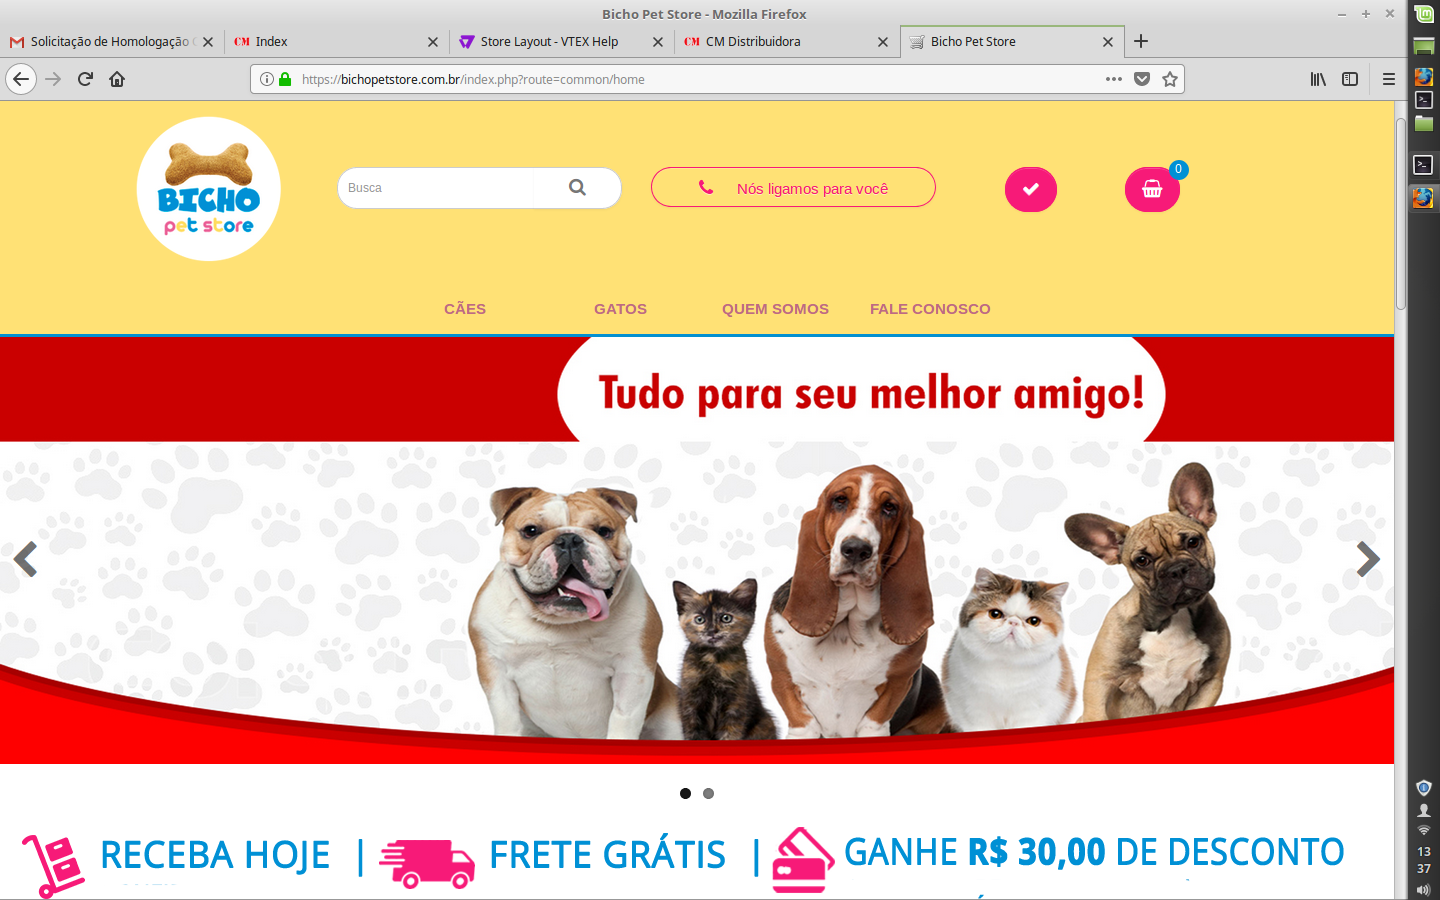 Bicho Pet Store - Mozilla Firefox
Solicitação de Homologação
Index
Store Layout - VTEX Help
CM Distribuidora
Bicho Pet Store
https://bichopetstore.com.br/index.php?route=common/home
BICHO
pet store
Busca
Nós ligamos para você
0
CÃES
GATOS
QUEM SOMOS
FALE CONOSCO
Tudo para seu melhor amigo!
RECEBA HOJE |
FRETE GRÁTIS |
GANHE R$ 30,00 DE DESCONTO
13
37